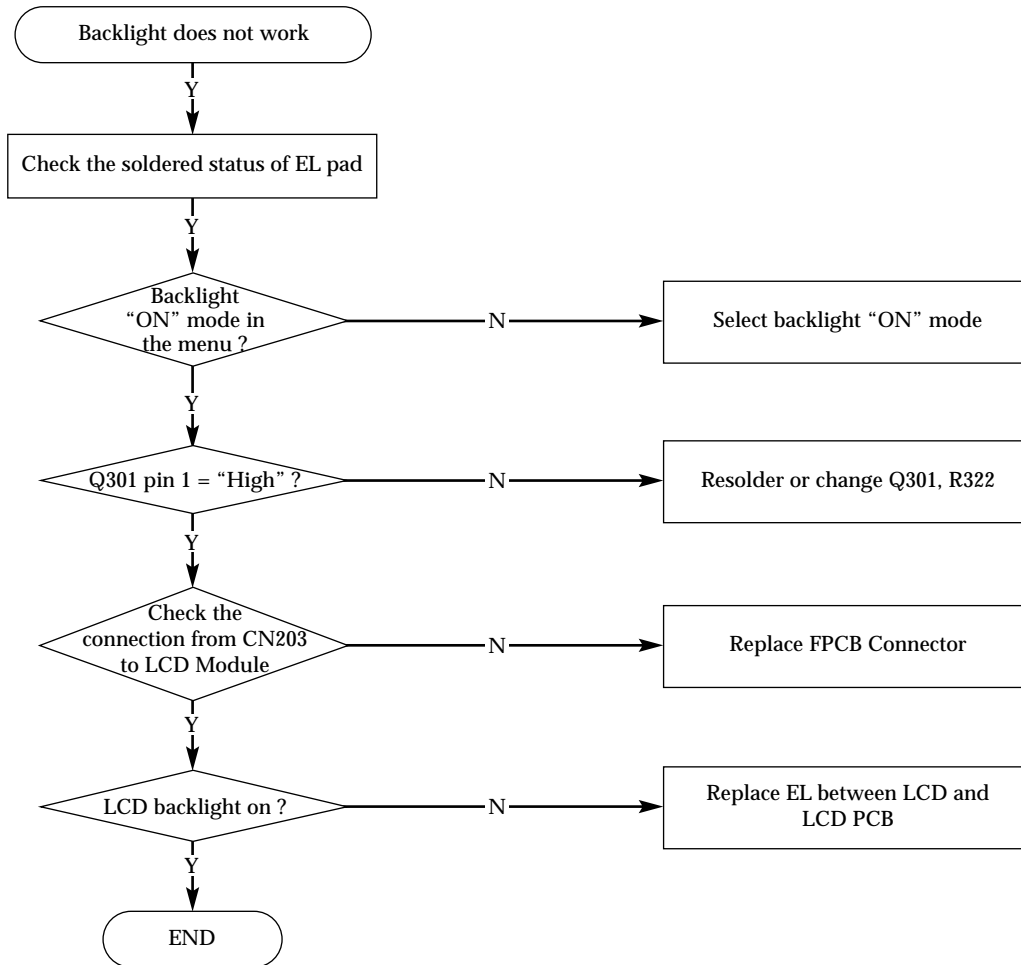 Backlight does not work
Y
Check the soldered status of EL pad
Y
Backlight
“ON” mode in
the menu ?
N
Select backlight “ON” mode
Y
Q301 pin 1 = “High” ?
N
Resolder or change Q301, R322
Y
Check the
connection from CN203
to LCD Module
N
Replace FPCB Connector
Y
LCD backlight on ?
N
Replace EL between LCD and
LCD PCB
Y
END